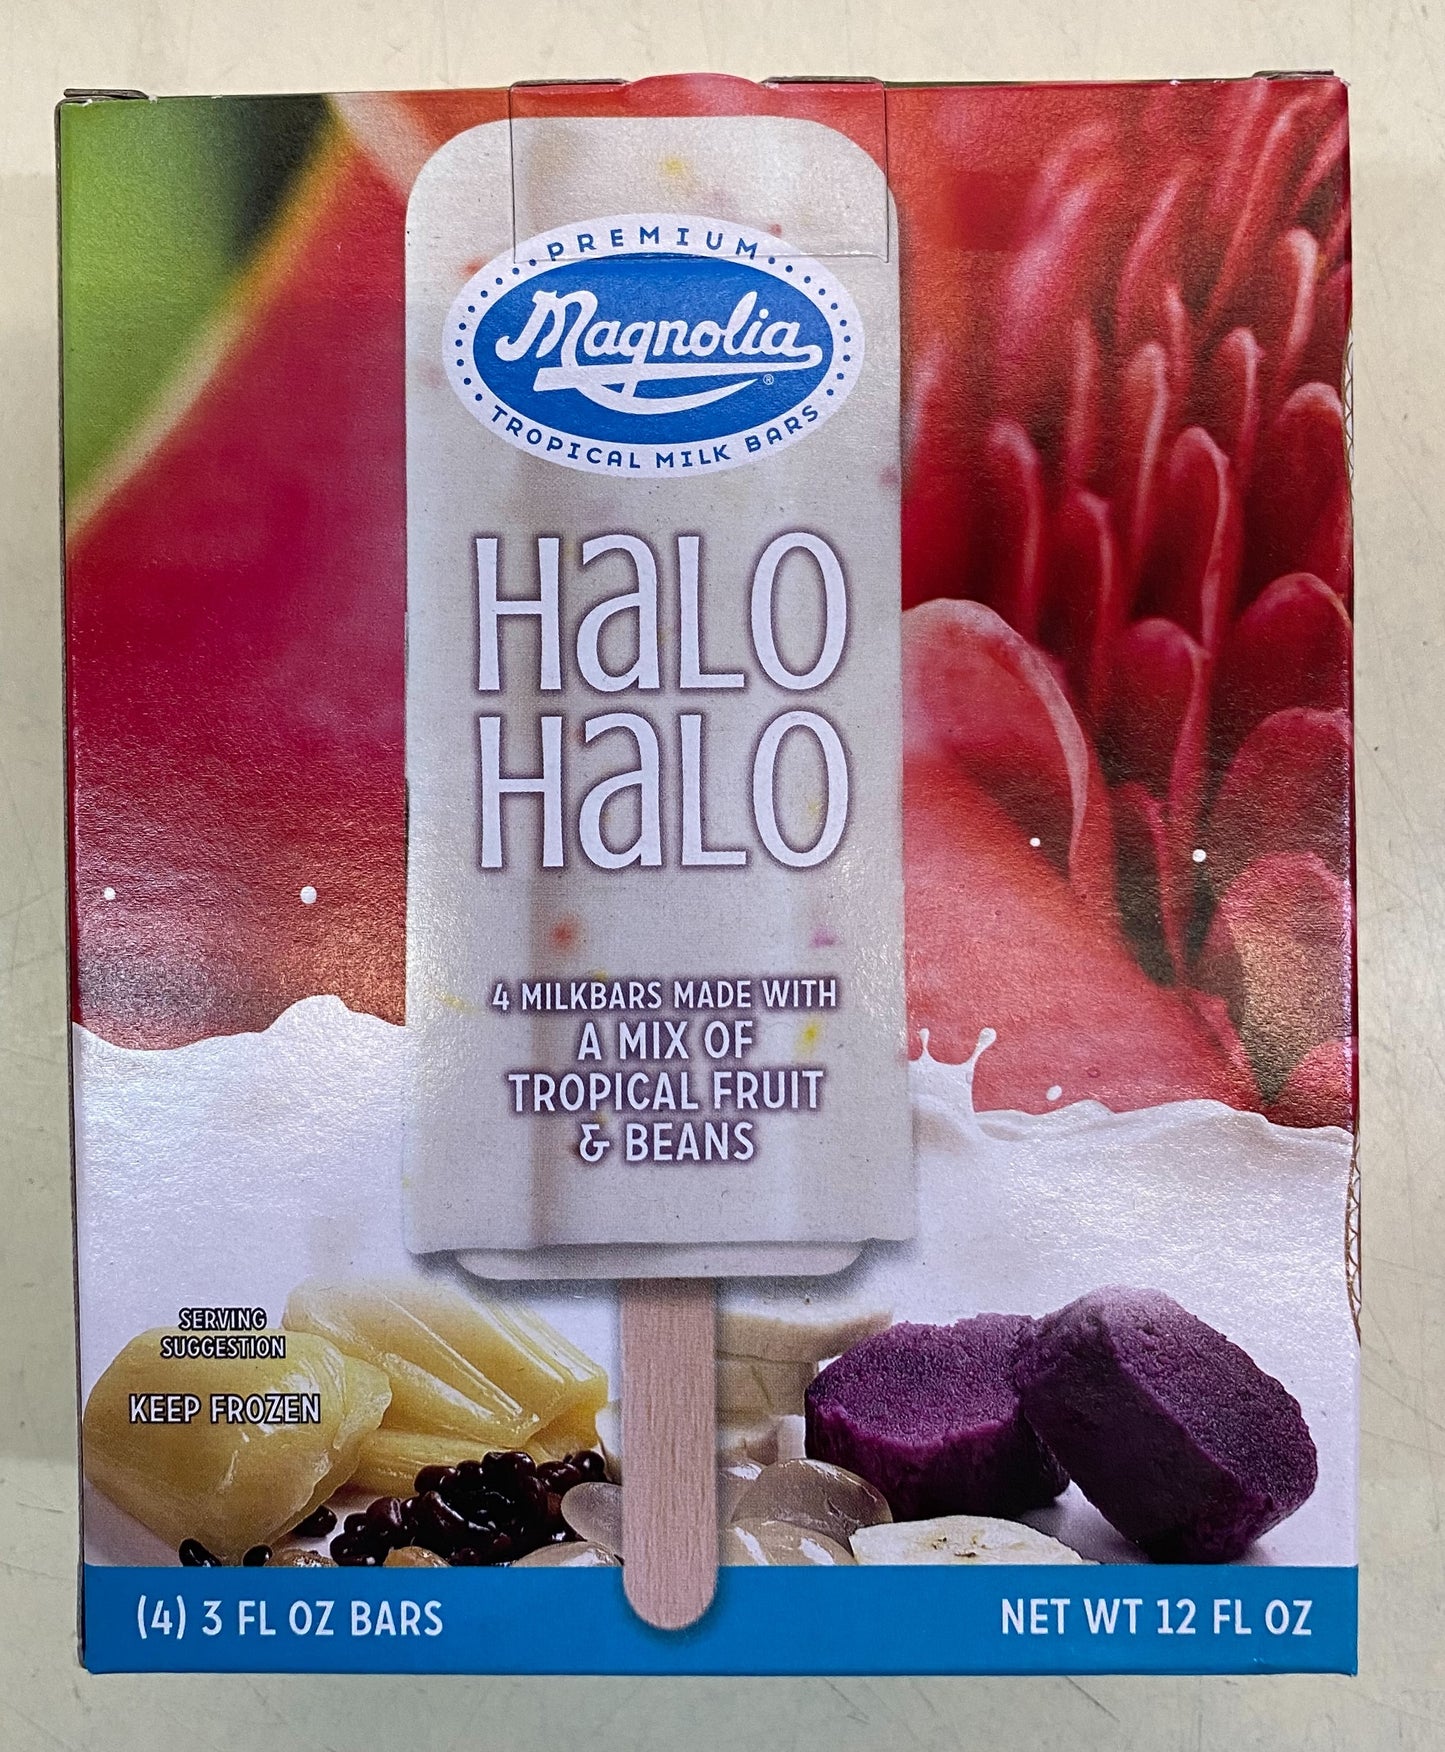 PREMIUM
Magnolia®
TROPICAL MILK BARS
HaLO
HaLO
4 MILKBARS MADE WITH
A MIX OF
TROPICAL FRUIT
& BEANS
SERVING
SUGGESTION
KEEP FROZEN
(4) 3 FL OZ BARS
NET WT 12 FL OZ